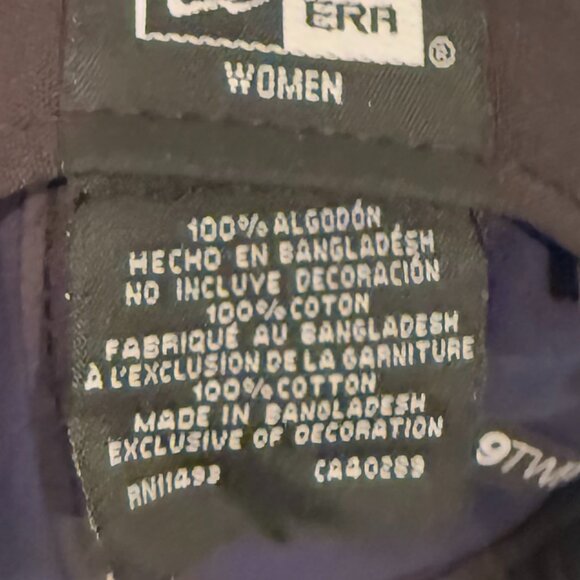 ERA
®
WOMEN
100% ALGODÓN
HECHO EN BANGLADÉSH
NO INCLUYE DECORACIÓN
100% COTON
FABRIQUÉ AU BANGLADESH
À L'EXCLUSION DE LA GARNITURE
100% COTTON
MADE IN BANGLADESH
EXCLUSIVE OF DECORATION
RN11493 CA40289